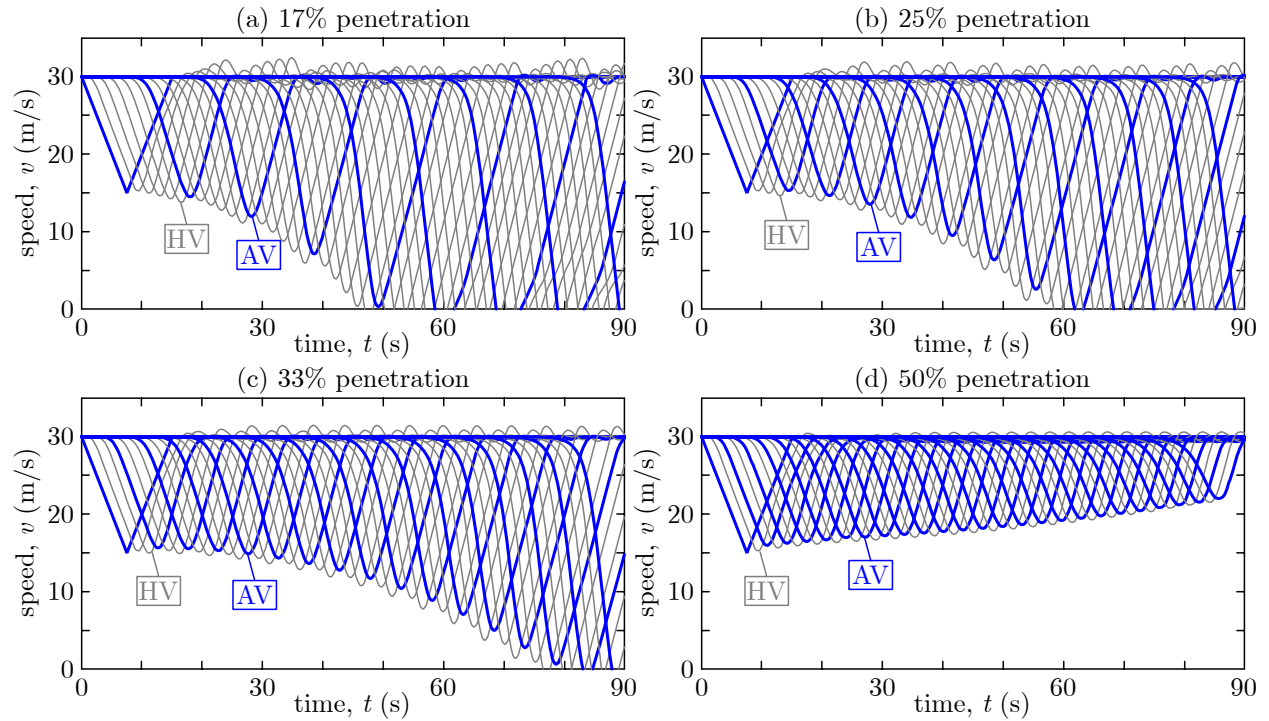 (a) 17% penetration
speed, v (m/s)
30
20
10
0
HV
AV
0 30 60 90
time, t (s)
(b) 25% penetration
speed, v (m/s)
30
20
10
0
HV
AV
0 30 60 90
time, t (s)
(c) 33% penetration
speed, v (m/s)
30
20
10
0
HV
AV
0 30 60 90
time, t (s)
(d) 50% penetration
speed, v (m/s)
30
20
10
0
HV
AV
0 30 60 90
time, t (s)